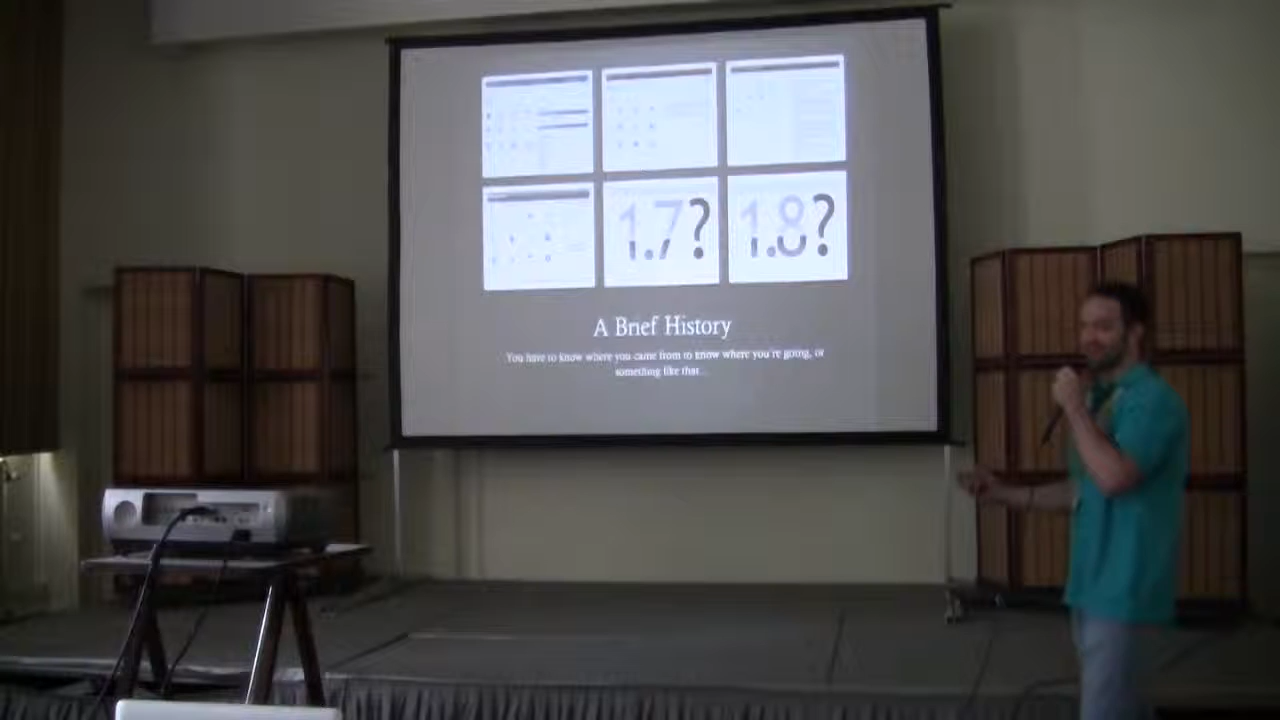 1.7? 1.8?
A Brief History
You have to know where you came from to know where you're going, or
something like that.